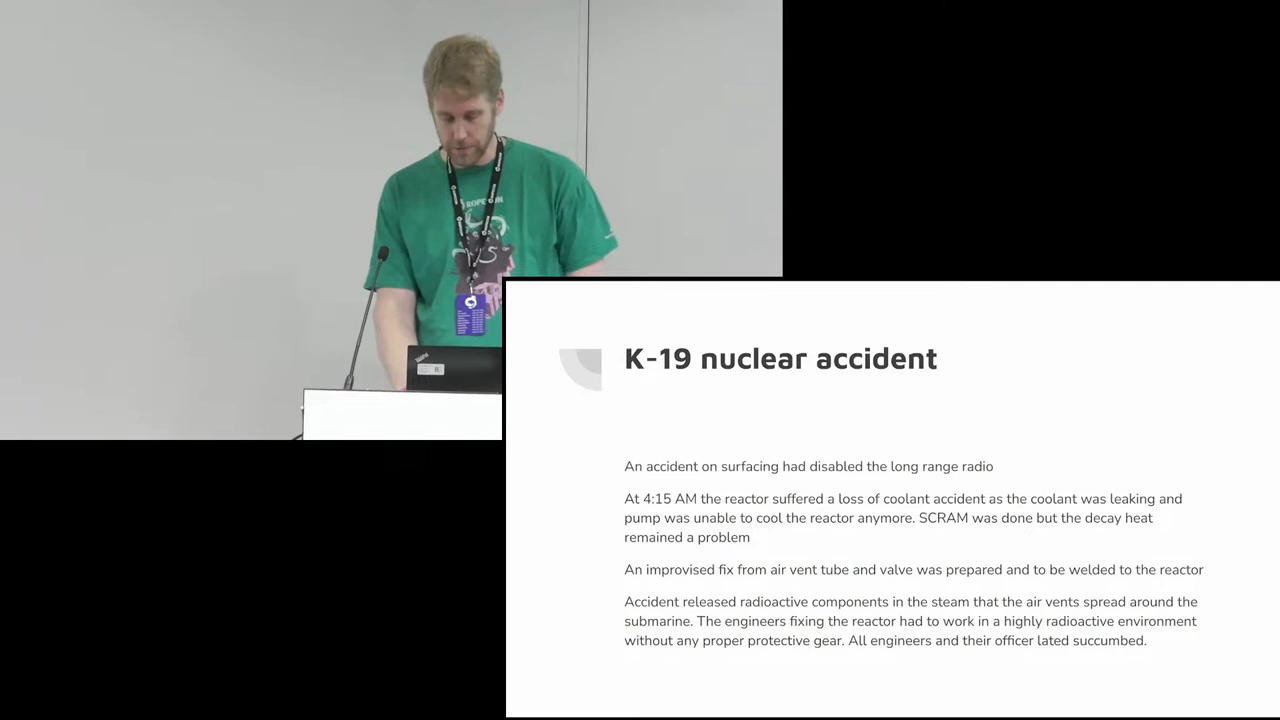 ROPECON
ThinkPad
K-19 nuclear accident
An accident on surfacing had disabled the long range radio
At 4:15 AM the reactor suffered a loss of coolant accident as the coolant was leaking and
pump was unable to cool the reactor anymore. SCRAM was done but the decay heat
remained a problem
An improvised fix from air vent tube and valve was prepared and to be welded to the reactor
Accident released radioactive components in the steam that the air vents spread around the
submarine. The engineers fixing the reactor had to work in a highly radioactive environment
without any proper protective gear. All engineers and their officer lated succumbed.